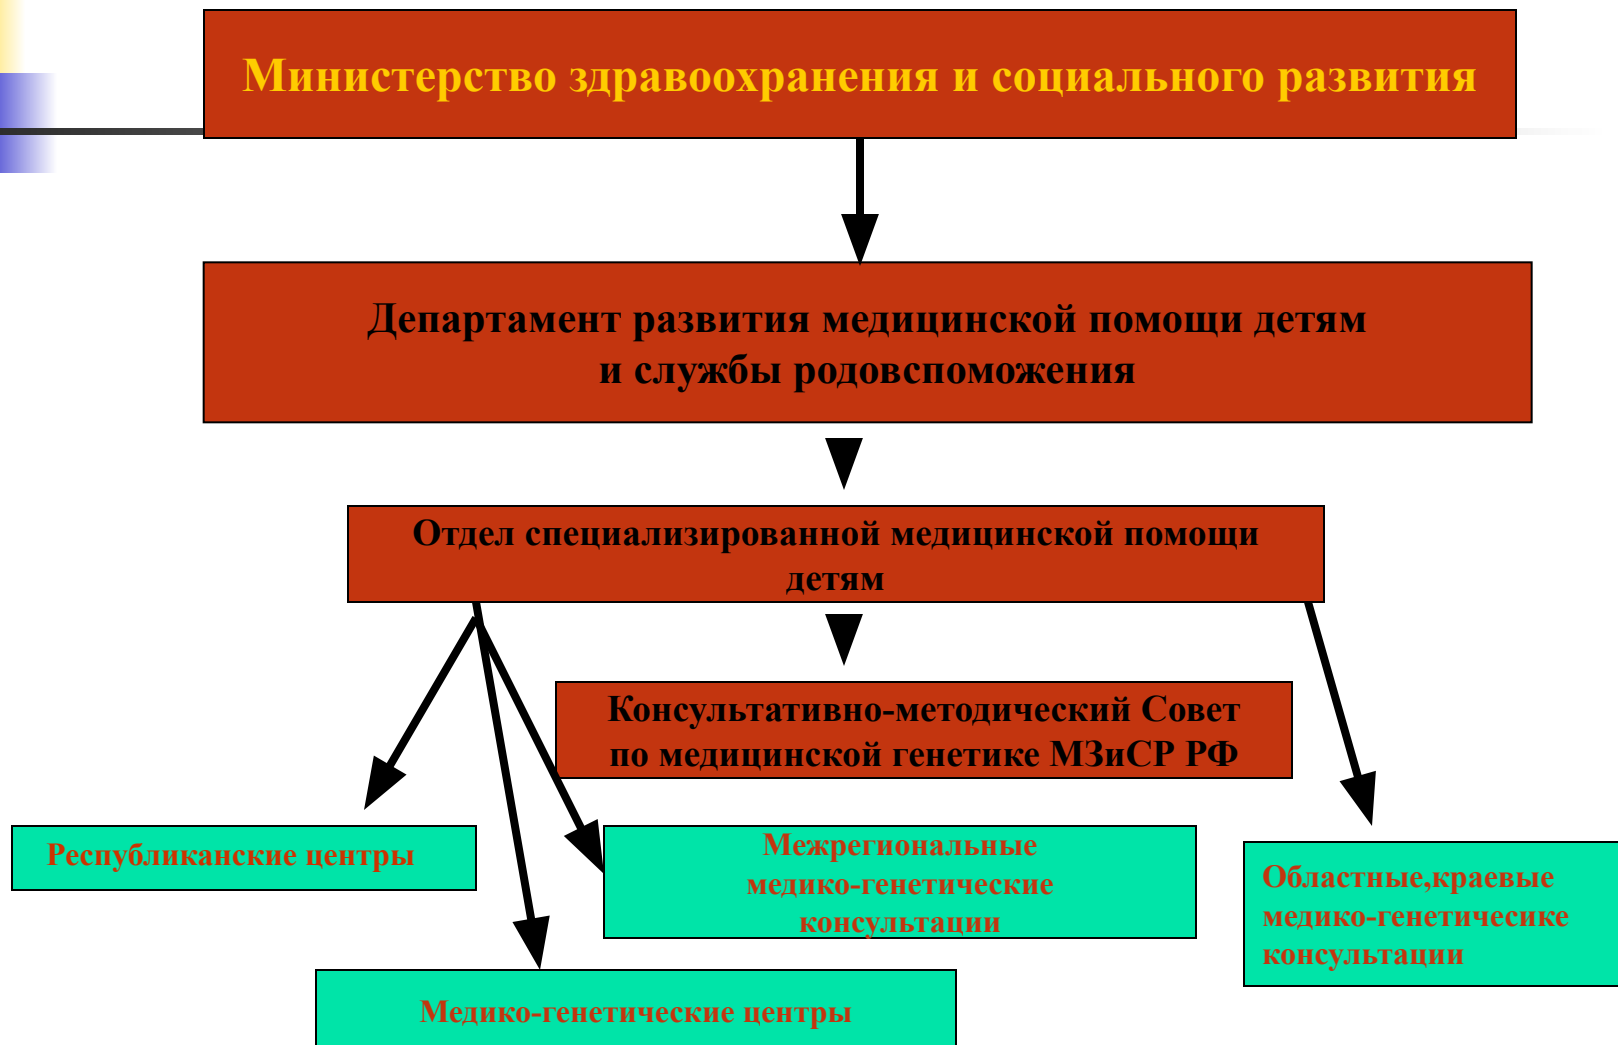 Министерство здравоохранения и социального развития
Департамент развития медицинской помощи детям
и службы родовспоможения
Отдел специализированной медицинской помощи
детям
Консультативно-методический Совет
по медицинской генетике МЗиСР РФ
Республиканские центры
Межрегиональные
медико-генетические
консультации
Областные,краевые
медико-генетичесике
консультации
Медико-генетические центры